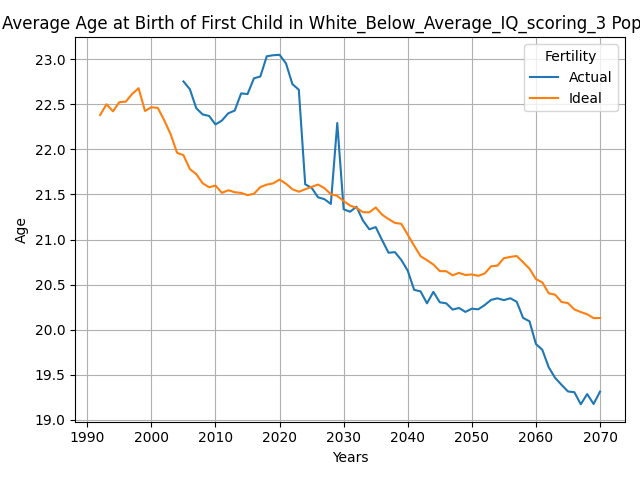 Average Age at Birth of First Child in White_Below_Average_IQ_scoring_3 Pop
Fertility
Actual
Ideal
23.0
22.5
22.0
21.5
21.0
20.5
20.0
19.5
19.0
Age
1990 2000 2010 2020 2030 2040 2050 2060 2070
Years